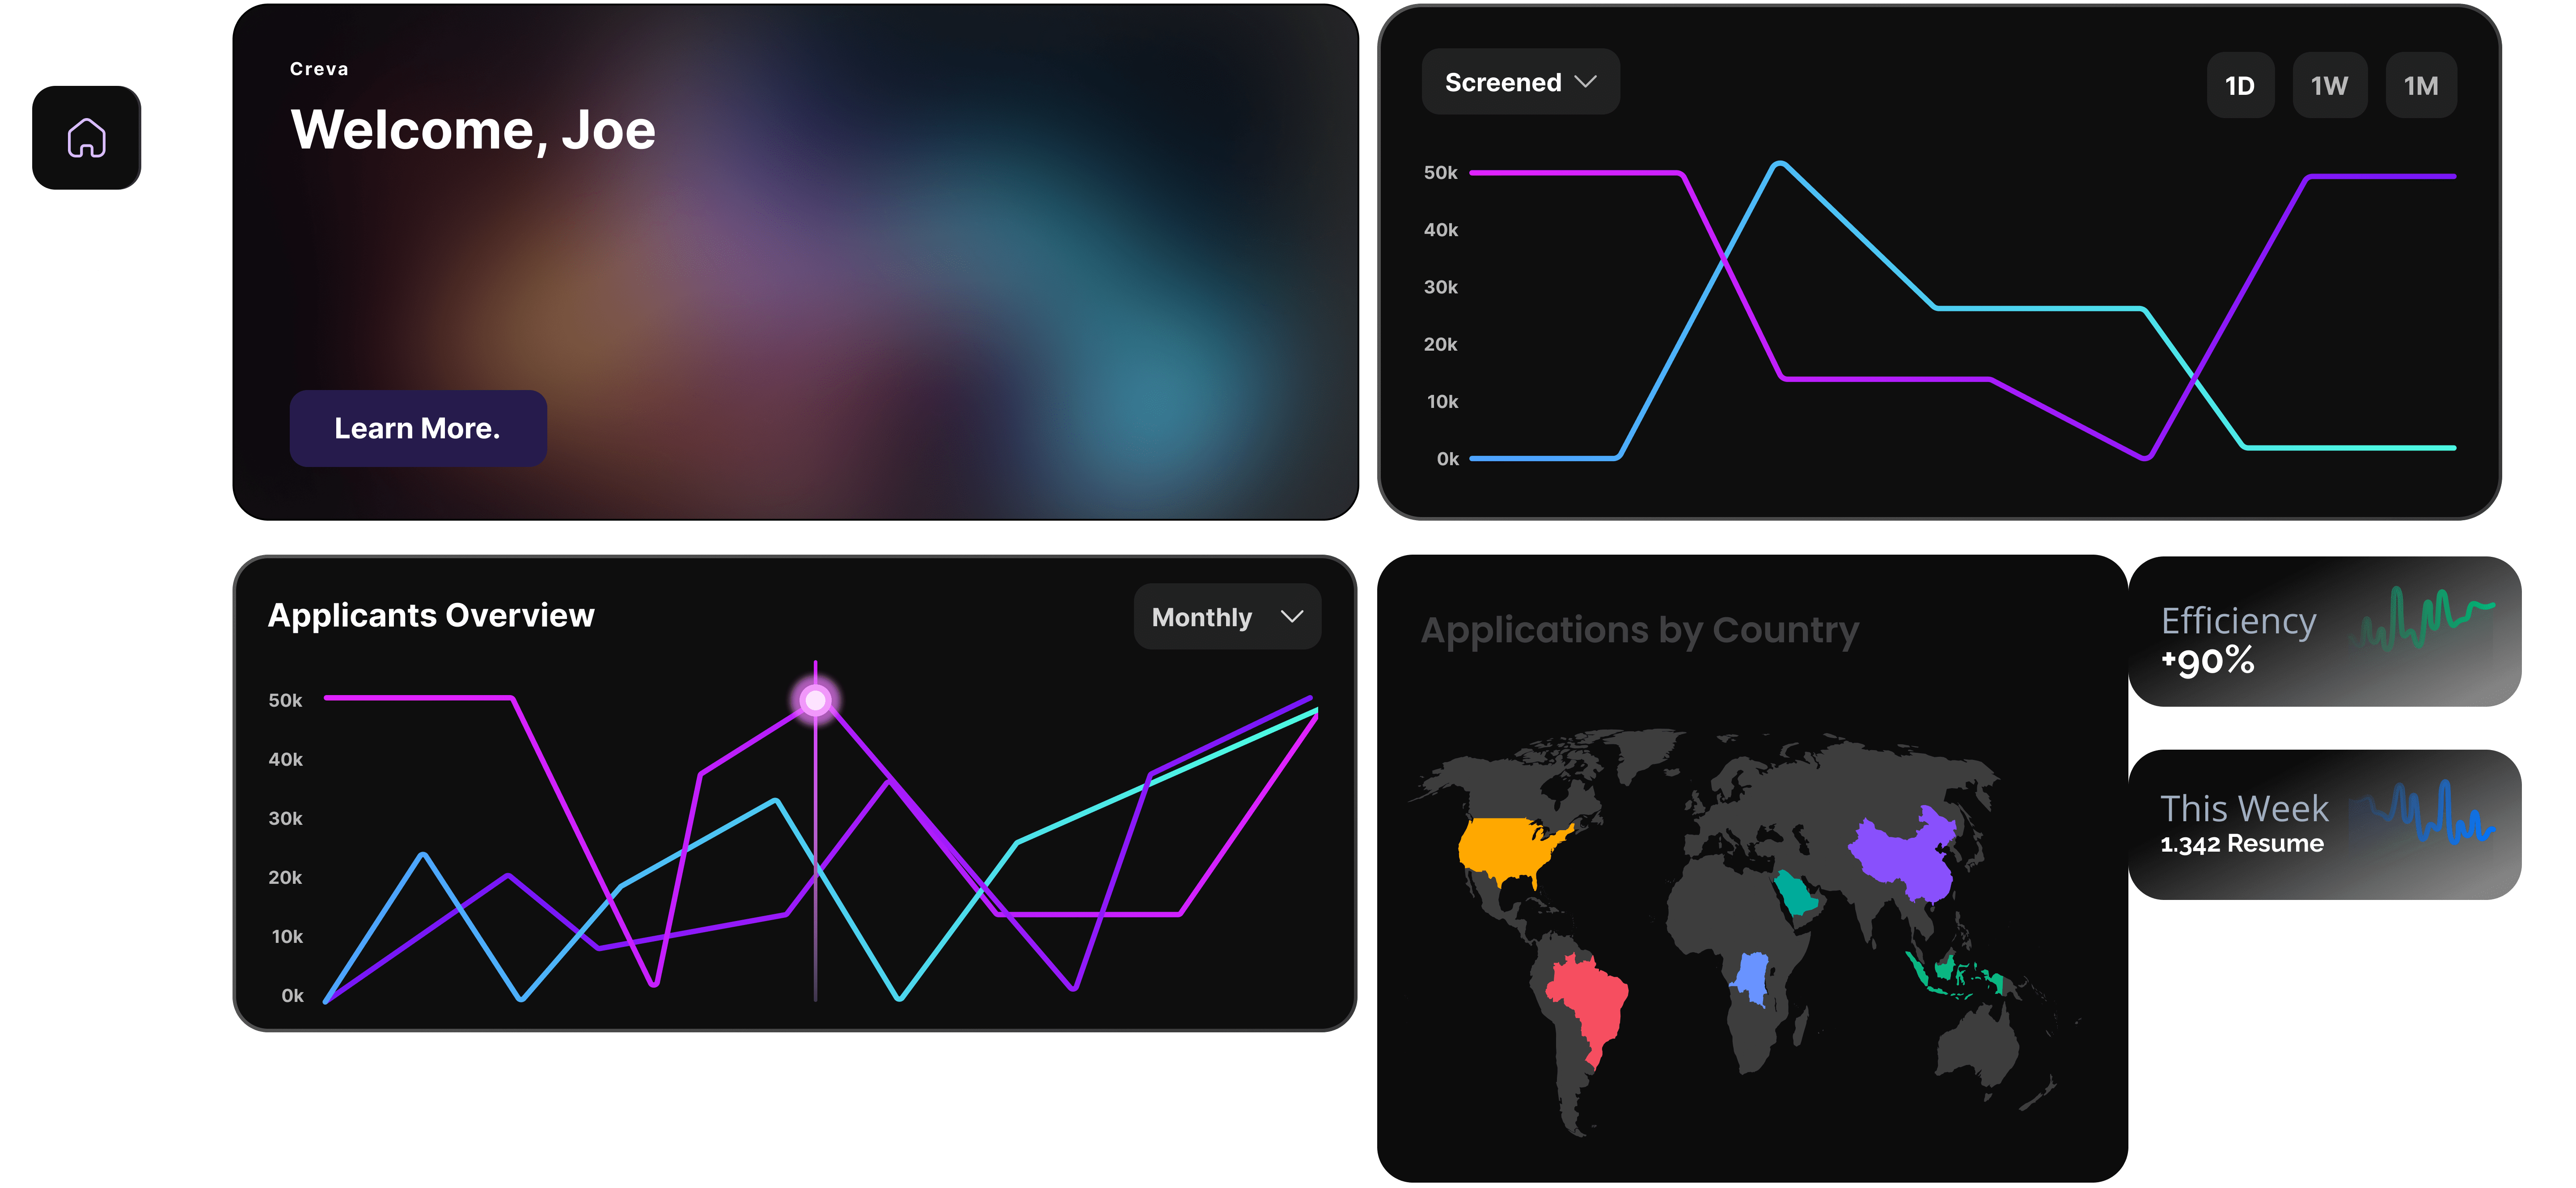 Creva
Welcome, Joe
Learn More.
Screened
1D
1W
1M
50k
40k
30k
20k
10k
0k
Applicants Overview
Monthly
50k
40k
30k
20k
10k
0k
Applications by Country
Efficiency
+90%
This Week
1.342 Resume